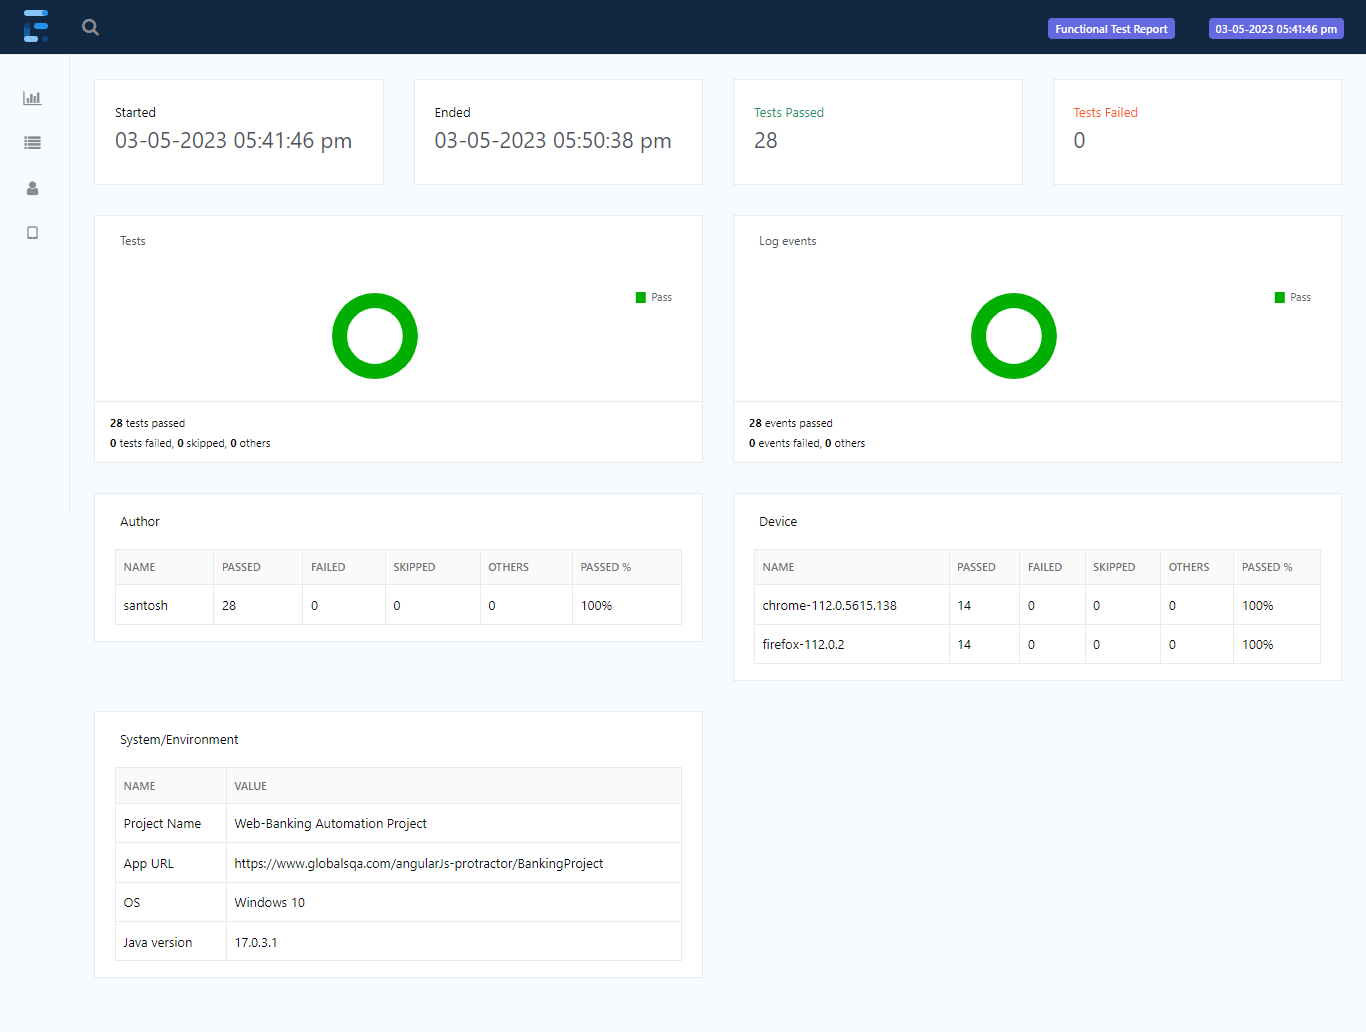 Functional Test Report 03-05-2023 05:41:46 pm
Started Ended Tests Passed Tests Failed
03-05-2023 05:41:46 pm 03-05-2023 05:50:38 pm 28 0
Tests Log events
Pass Pass
28 tests passed
0 tests failed, 0 skipped, 0 others
28 events passed
0 events failed, 0 others
Author
NAME PASSED FAILED SKIPPED OTHERS PASSED %
santosh 28 0 0 0 100%
Device
NAME PASSED FAILED SKIPPED OTHERS PASSED %
chrome-112.0.5615.138 14 0 0 0 100%
firefox-112.0.2 14 0 0 0 100%
System/Environment
NAME VALUE
Project Name Web-Banking Automation Project
App URL https://www.globalsqa.com/angularJs-protractor/BankingProject
OS Windows 10
Java version 17.0.3.1